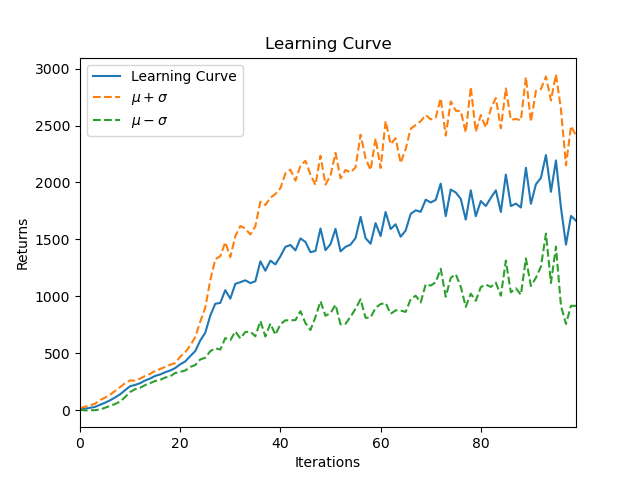 Learning Curve
Learning Curve
μ + σ
μ − σ
Returns
3000
2500
2000
1500
1000
500
0
0 20 40 60 80
Iterations